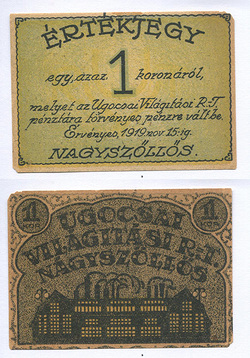 ÉRTÉKJEGY
egy, azaz 1 koronáról,
melyet az Ugocsai Világitási R.-T.
pénztára törvényes pénzre vált be.
Érvényes, 1919 nov. 15-ig.
NAGYSZŐLLŐS.
1 UGOCSAI 1
VILÁGITÁSI R.-T.
NAGYSZŐLLŐS